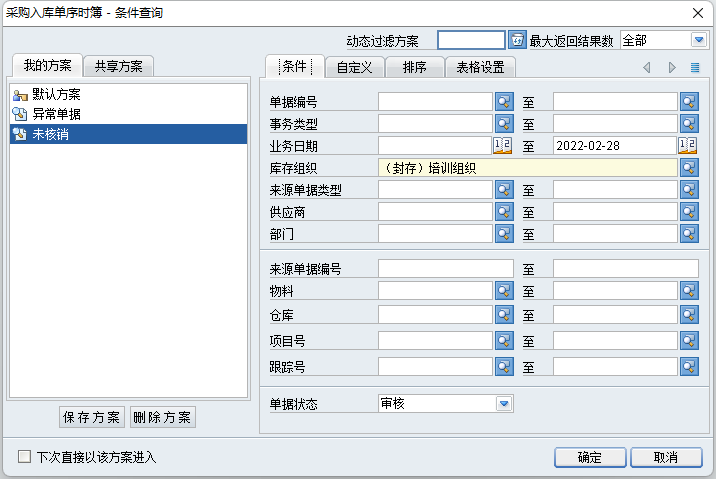 采购入库单序时簿 - 条件查询
动态过滤方案 最大返回结果数 全部
我的方案 共享方案
默认方案
异常单据
未核销
保存方案 删除方案
条件 自定义 排序 表格设置
单据编号 至
事务类型 至
业务日期 至 2022-02-28
库存组织 （封存）培训组织
来源单据类型 至
供应商 至
部门 至
来源单据编号 至
物料 至
仓库 至
项目号 至
跟踪号 至
单据状态 审核
下次直接以该方案进入
确定 取消